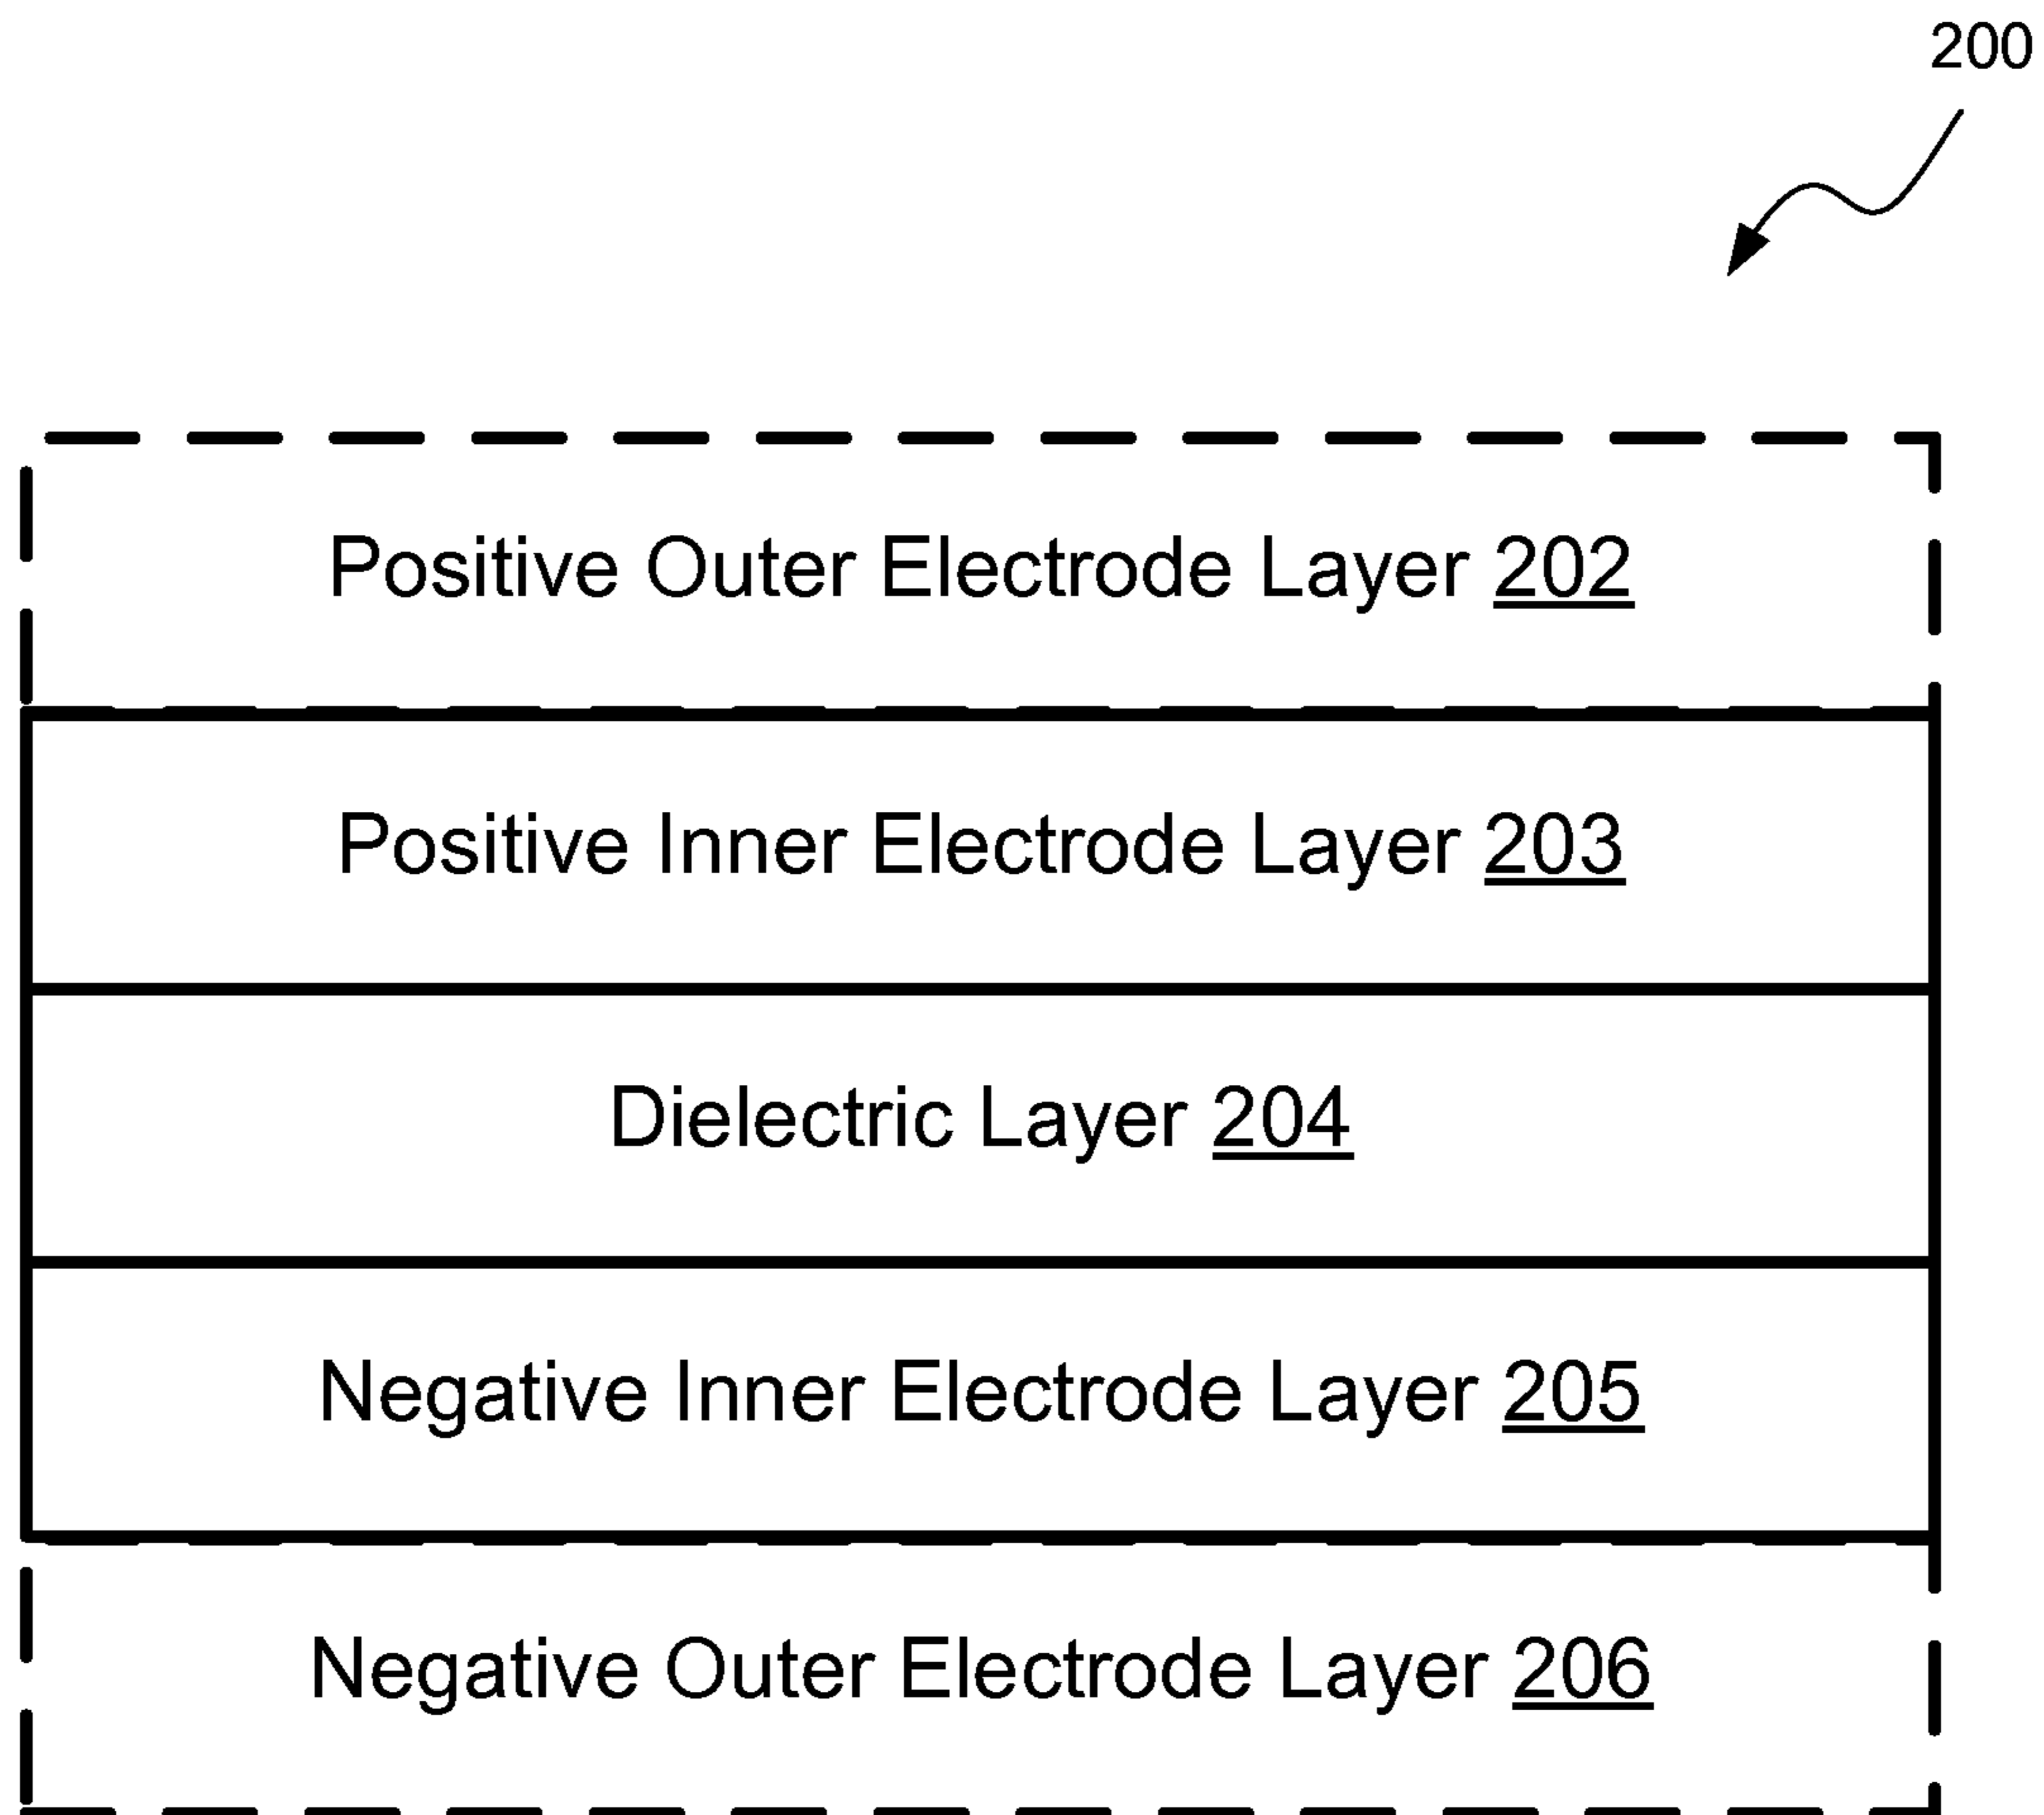 200
Positive Outer Electrode Layer 202
Positive Inner Electrode Layer 203
Dielectric Layer 204
Negative Inner Electrode Layer 205
Negative Outer Electrode Layer 206